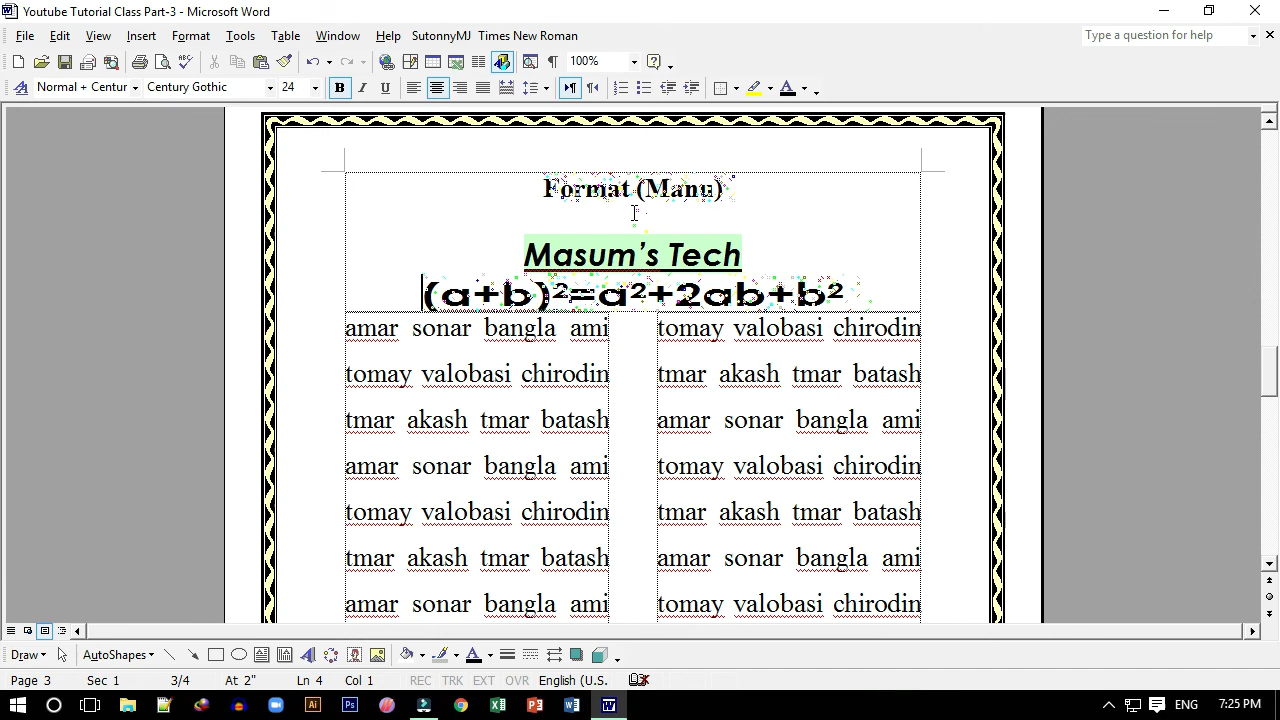 Youtube Tutorial Class Part-3 - Microsoft Word
File Edit View Insert Format Tools Table Window Help SutonnyMJ Times New Roman
Type a question for help
100%
Normal + Centur Century Gothic 24 B I U
Format (Manu)
Masum's Tech
(a+b)²=a²+2ab+b²
amar sonar bangla ami
tomay valobasi chirodin
tmar akash tmar batash
amar sonar bangla ami
tomay valobasi chirodin
tmar akash tmar batash
amar sonar bangla ami
tomay valobasi chirodin
tmar akash tmar batash
amar sonar bangla ami
tomay valobasi chirodin
tmar akash tmar batash
amar sonar bangla ami
tomay valobasi chirodin
Draw AutoShapes
Page 3 Sec 1 3/4 At 2" Ln 4 Col 1 REC TRK EXT OVR English (U.S.
ENG 7:25 PM